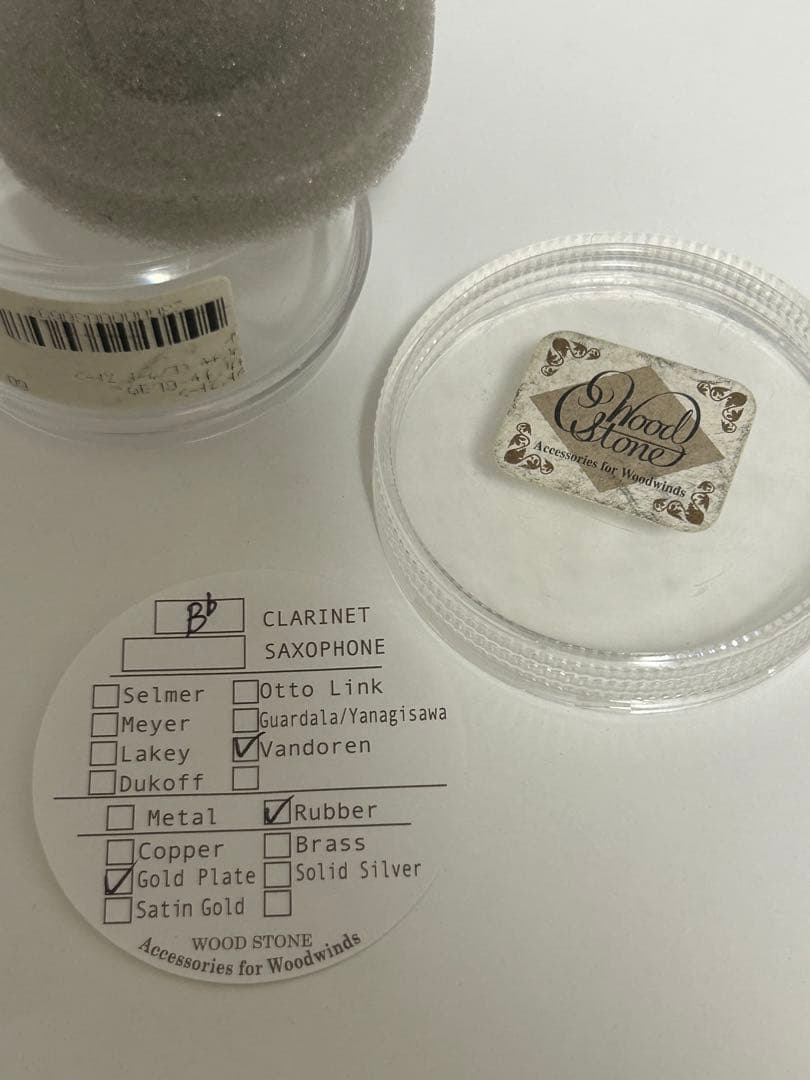 Wood
Stone
Accessories for Woodwinds
B♭ CLARINET
SAXOPHONE
Selmer Otto Link
Meyer Guardala/Yanagisawa
Lakey Vandoren
Dukoff
Metal Rubber
Copper Brass
Gold Plate Solid Silver
Satin Gold
WOOD STONE
Accessories for Woodwinds